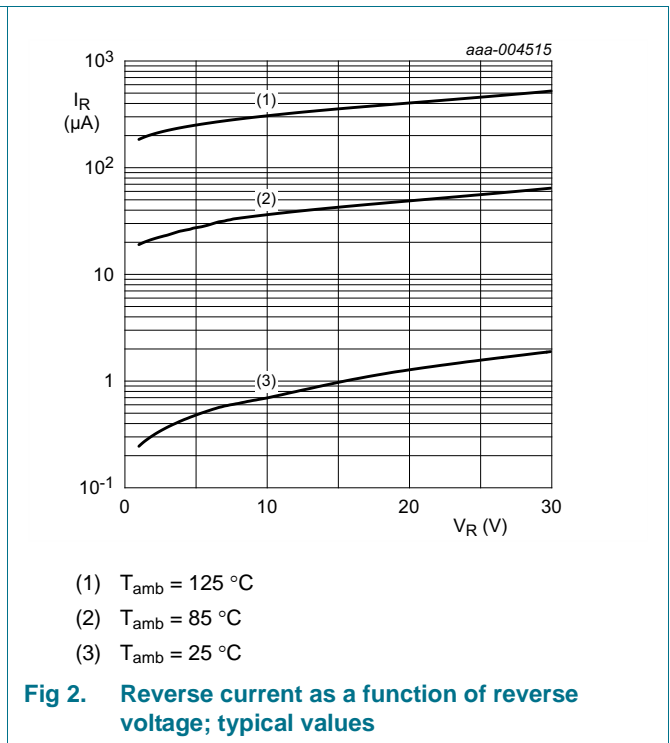 aaa-004515
10³
I_R
(µA)
(1)
10²
(2)
10
1
(3)
10⁻¹
0
10
20
30
V_R (V)
(1) T_amb = 125 °C
(2) T_amb = 85 °C
(3) T_amb = 25 °C
Fig 2. Reverse current as a function of reverse
voltage; typical values